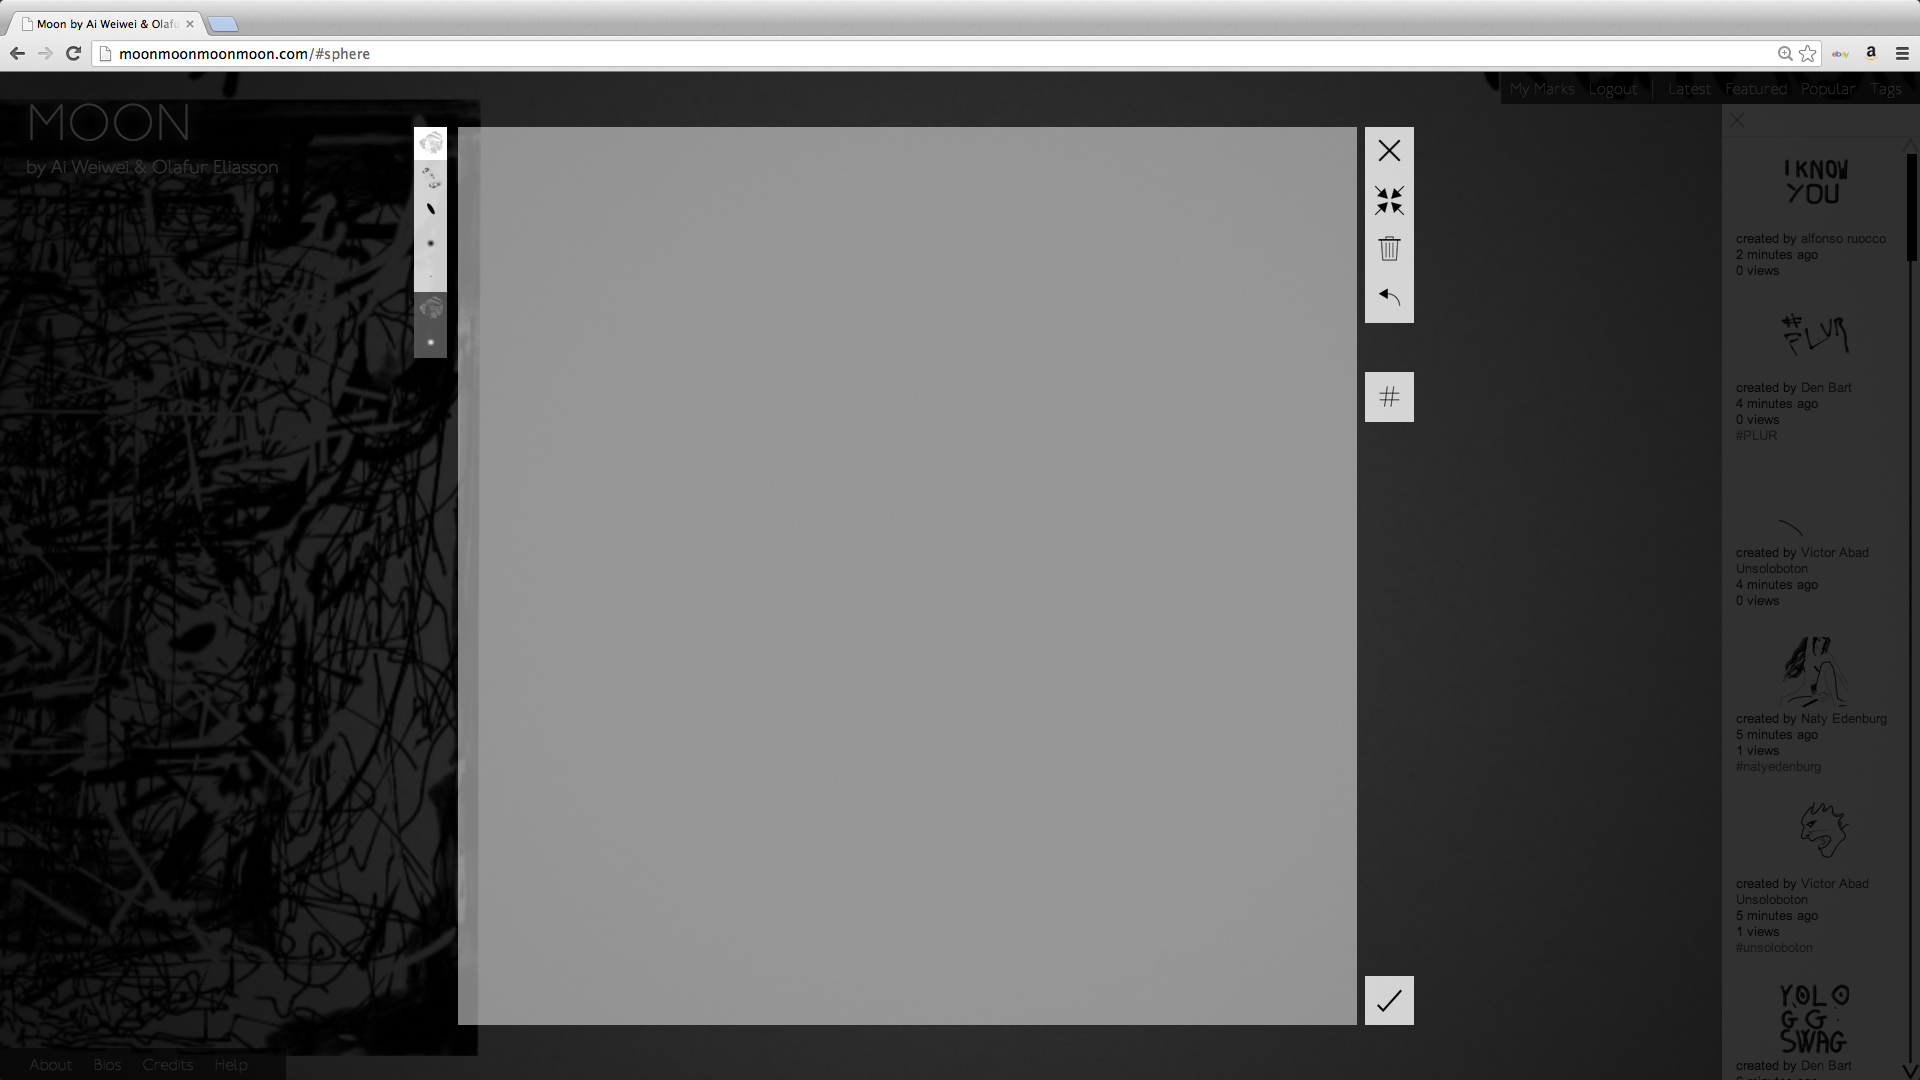 Moon by Ai Weiwei & Olafu
moonmoonmoonmoon.com/#sphere
ebay
a
My Marks Logout | Latest Featured Popular Tags
MOON
by Ai Weiwei & Olafur Eliasson
#
I KNOW
YOU
created by alfonso ruocco
2 minutes ago
0 views
#PLUR
created by Den Bart
4 minutes ago
0 views
#PLUR
created by Victor Abad
Unsoloboton
4 minutes ago
0 views
created by Naty Edenburg
5 minutes ago
1 views
#natyedenburg
created by Victor Abad
Unsoloboton
5 minutes ago
1 views
#unsoloboton
YOLO
GG
SWAG
created by Den Bart
About Bios Credits Help